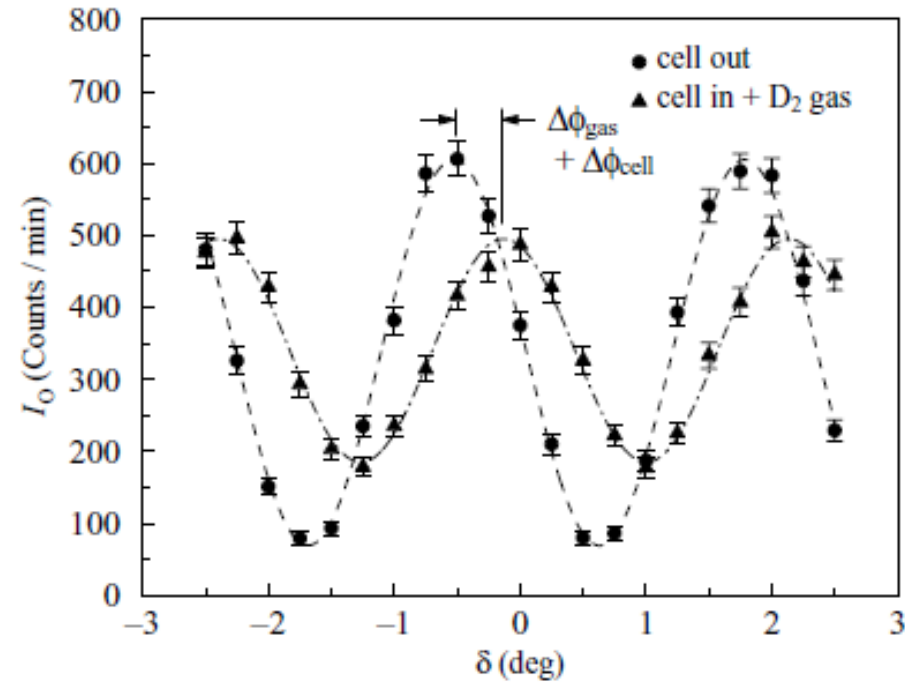 800
700
600
500
400
300
200
100
0
I_O (Counts / min)
● cell out
▲ cell in + D₂ gas
Δϕ_gas
+ Δϕ_cell
−3 −2 −1 0 1 2 3
δ (deg)